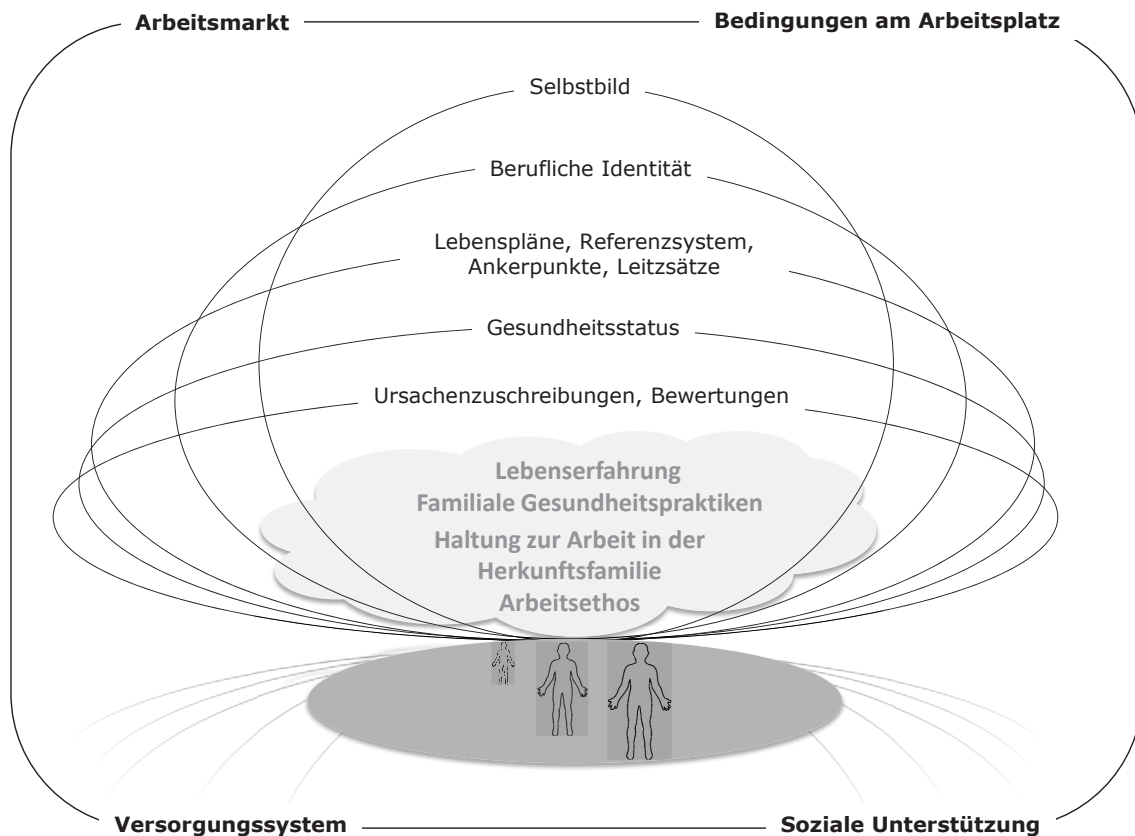 Arbeitsmarkt
Bedingungen am Arbeitsplatz
Selbstbild
Berufliche Identität
Lebenspläne, Referenzsystem,
Ankerpunkte, Leitzsätze
Gesundheitsstatus
Ursachenzuschreibungen, Bewertungen
Lebenserfahrung
Familiale Gesundheitspraktiken
Haltung zur Arbeit in der
Herkunftsfamilie
Arbeitsethos
Versorgungssystem
Soziale Unterstützung